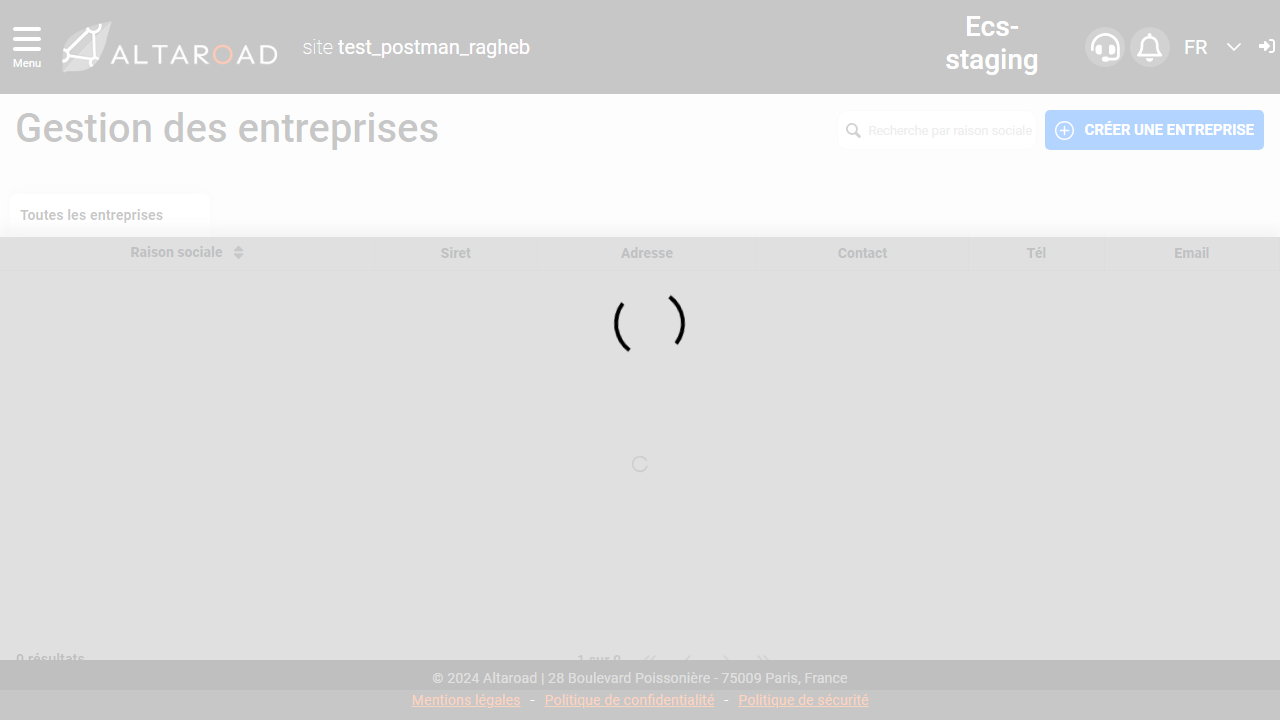 Menu
ALTAROAD
site test_postman_ragheb
Ecs-
staging
FR
Gestion des entreprises
Recherche par raison sociale
CRÉER UNE ENTREPRISE
Toutes les entreprises
Raison sociale Siret Adresse Contact Tél Email
0 résultats 1 sur 0
© 2024 Altaroad | 28 Boulevard Poissonière - 75009 Paris, France
Mentions légales - Politique de confidentialité - Politique de sécurité